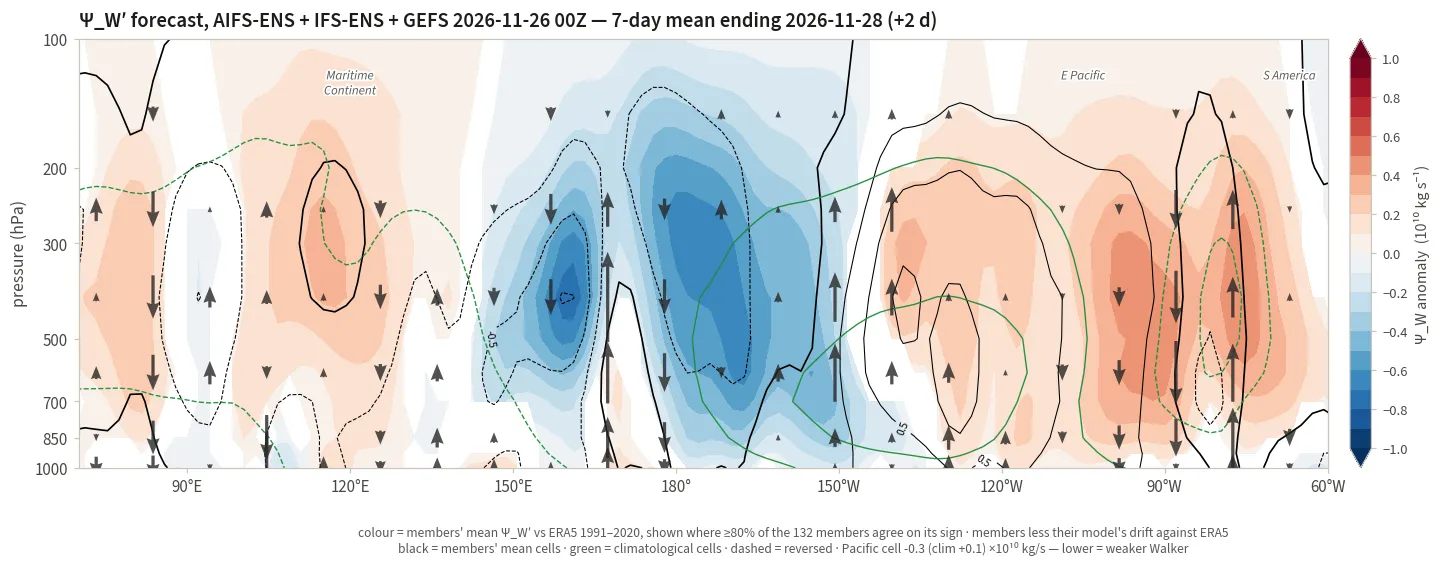 Ψ_W′ forecast, AIFS-ENS + IFS-ENS + GEFS 2026-11-26 00Z — 7-day mean ending 2026-11-28 (+2 d)
100
200
300
400
500
700
850
1000
pressure (hPa)
Maritime
Continent
E Pacific
S America
-0.5
0.5
0.5
90°E
120°E
150°E
180°
150°W
120°W
90°W
60°W
1.0
0.8
0.6
0.4
0.2
0.0
−0.2
−0.4
−0.6
−0.8
−1.0
Ψ_W anomaly (10¹⁰ kg s⁻¹)
colour = members' mean Ψ_W′ vs ERA5 1991–2020, shown where ≥80% of the 132 members agree on its sign · members less their model's drift against ERA5
black = members' mean cells · green = climatological cells · dashed = reversed · Pacific cell -0.3 (clim +0.1) ×10¹⁰ kg/s — lower = weaker Walker